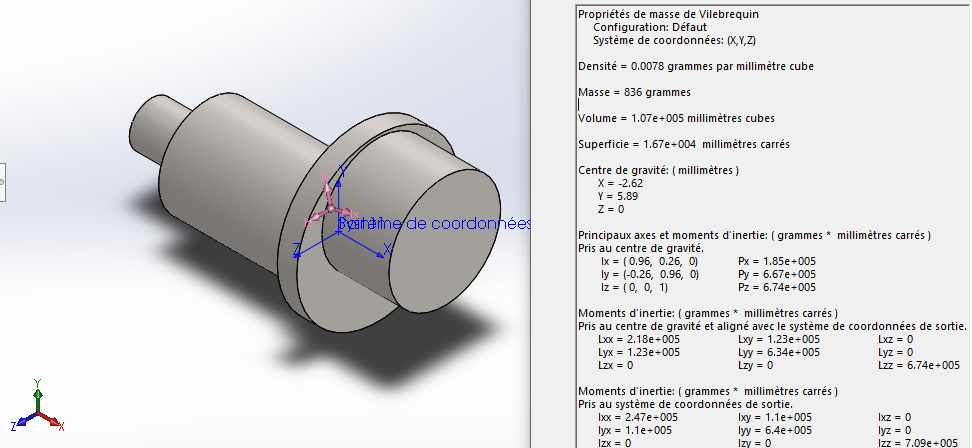 Propriétés de masse de Vilebrequin
Configuration: Défaut
Système de coordonnées: (X,Y,Z)
Densité = 0.0078 grammes par millimètre cube
Masse = 836 grammes
Volume = 1.07e+005 millimètres cubes
Superficie = 1.67e+004 millimètres carrés
Centre de gravité: ( millimètres )
X = -2.62
Y = 5.89
Z = 0
Principaux axes et moments d'inertie: ( grammes * millimètres carrés )
Pris au centre de gravité.
Ix = ( 0.96, 0.26, 0) Px = 1.85e+005
Iy = (-0.26, 0.96, 0) Py = 6.67e+005
Iz = ( 0, 0, 1) Pz = 6.74e+005
Moments d'inertie: ( grammes * millimètres carrés )
Pris au centre de gravité et aligné avec le système de coordonnées de sortie.
Lxx = 2.18e+005 Lxy = 1.23e+005 Lxz = 0
Lyx = 1.23e+005 Lyy = 6.34e+005 Lyz = 0
Lzx = 0 Lzy = 0 Lzz = 6.74e+005
Moments d'inertie: ( grammes * millimètres carrés )
Pris au système de coordonnées de sortie.
Ixx = 2.47e+005 Ixy = 1.1e+005 Ixz = 0
Iyx = 1.1e+005 Iyy = 6.4e+005 Iyz = 0
Izx = 0 Izy = 0 Izz = 7.09e+005
Y
de coordonnées
Z
X
Y
Z
X